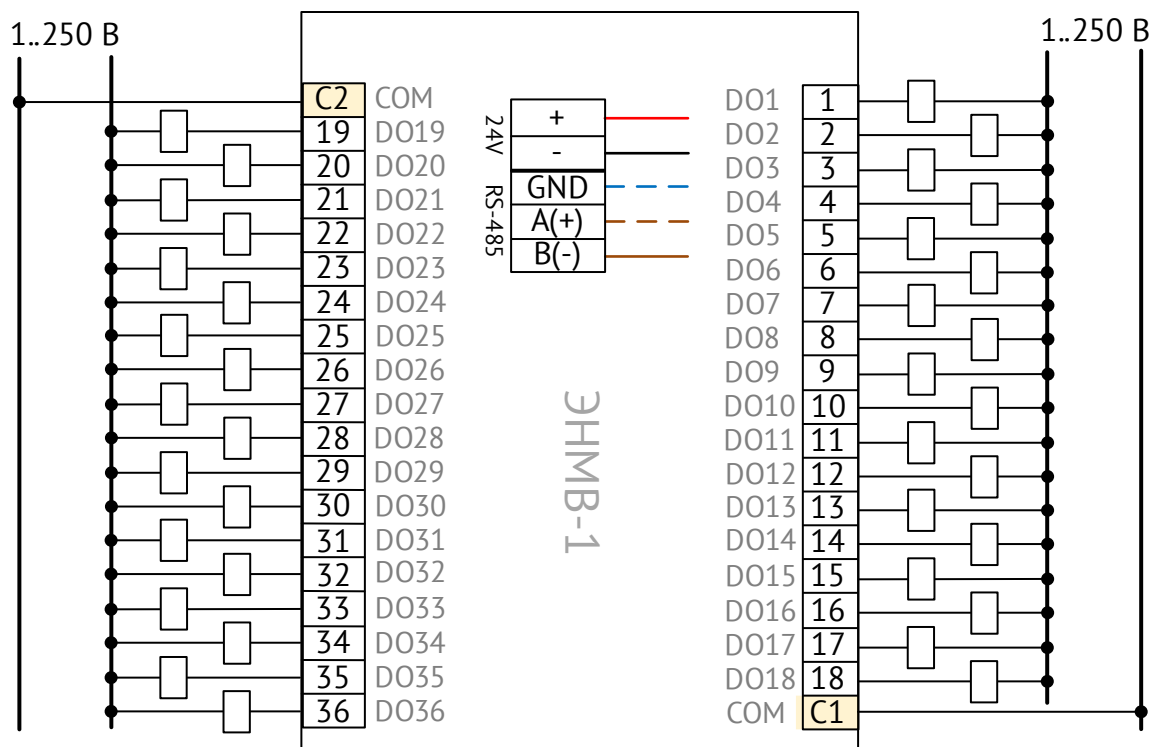 1..250 В
1..250 В
C2 COM
19 DO19
20 DO20
21 DO21
22 DO22
23 DO23
24 DO24
25 DO25
26 DO26
27 DO27
28 DO28
29 DO29
30 DO30
31 DO31
32 DO32
33 DO33
34 DO34
35 DO35
36 DO36
24V
+
-
RS-485
GND
A(+)
B(-)
ЭНМВ-1
DO1 1
DO2 2
DO3 3
DO4 4
DO5 5
DO6 6
DO7 7
DO8 8
DO9 9
DO10 10
DO11 11
DO12 12
DO13 13
DO14 14
DO15 15
DO16 16
DO17 17
DO18 18
COM C1